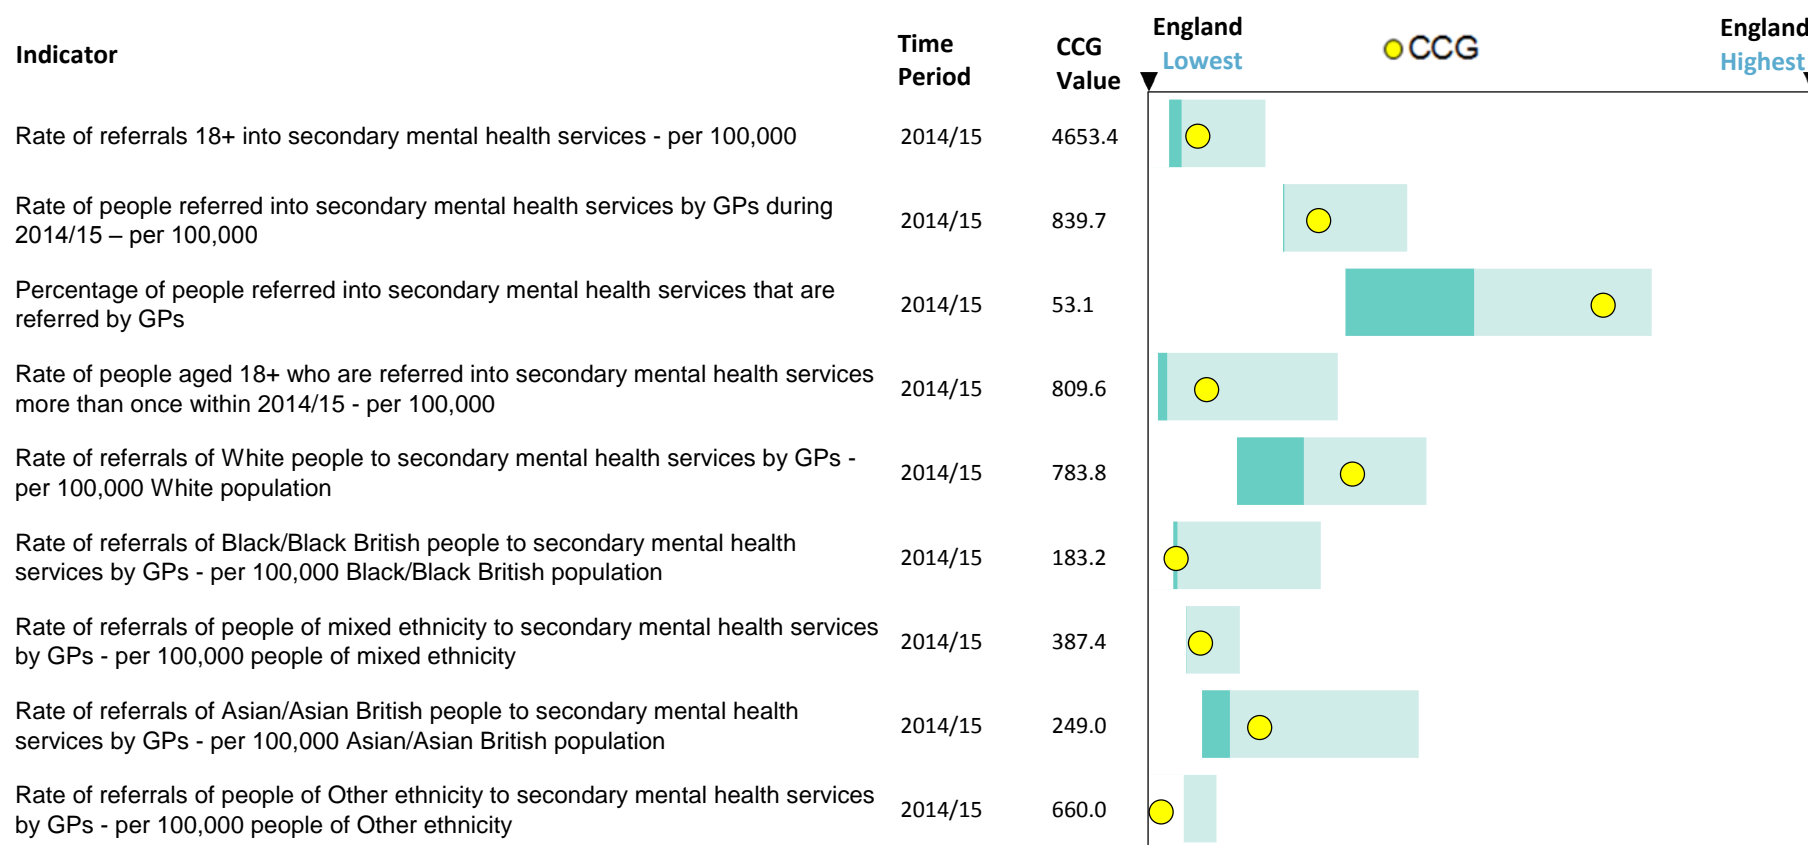 Indicator
Time
Period
CCG
Value
England
Lowest
CCG
England
Highest
Rate of referrals 18+ into secondary mental health services - per 100,000
2014/15
4653.4
Rate of people referred into secondary mental health services by GPs during
2014/15 – per 100,000
2014/15
839.7
Percentage of people referred into secondary mental health services that are
referred by GPs
2014/15
53.1
Rate of people aged 18+ who are referred into secondary mental health services
more than once within 2014/15 - per 100,000
2014/15
809.6
Rate of referrals of White people to secondary mental health services by GPs -
per 100,000 White population
2014/15
783.8
Rate of referrals of Black/Black British people to secondary mental health
services by GPs - per 100,000 Black/Black British population
2014/15
183.2
Rate of referrals of people of mixed ethnicity to secondary mental health services
by GPs - per 100,000 people of mixed ethnicity
2014/15
387.4
Rate of referrals of Asian/Asian British people to secondary mental health
services by GPs - per 100,000 Asian/Asian British population
2014/15
249.0
Rate of referrals of people of Other ethnicity to secondary mental health services
by GPs - per 100,000 people of Other ethnicity
2014/15
660.0